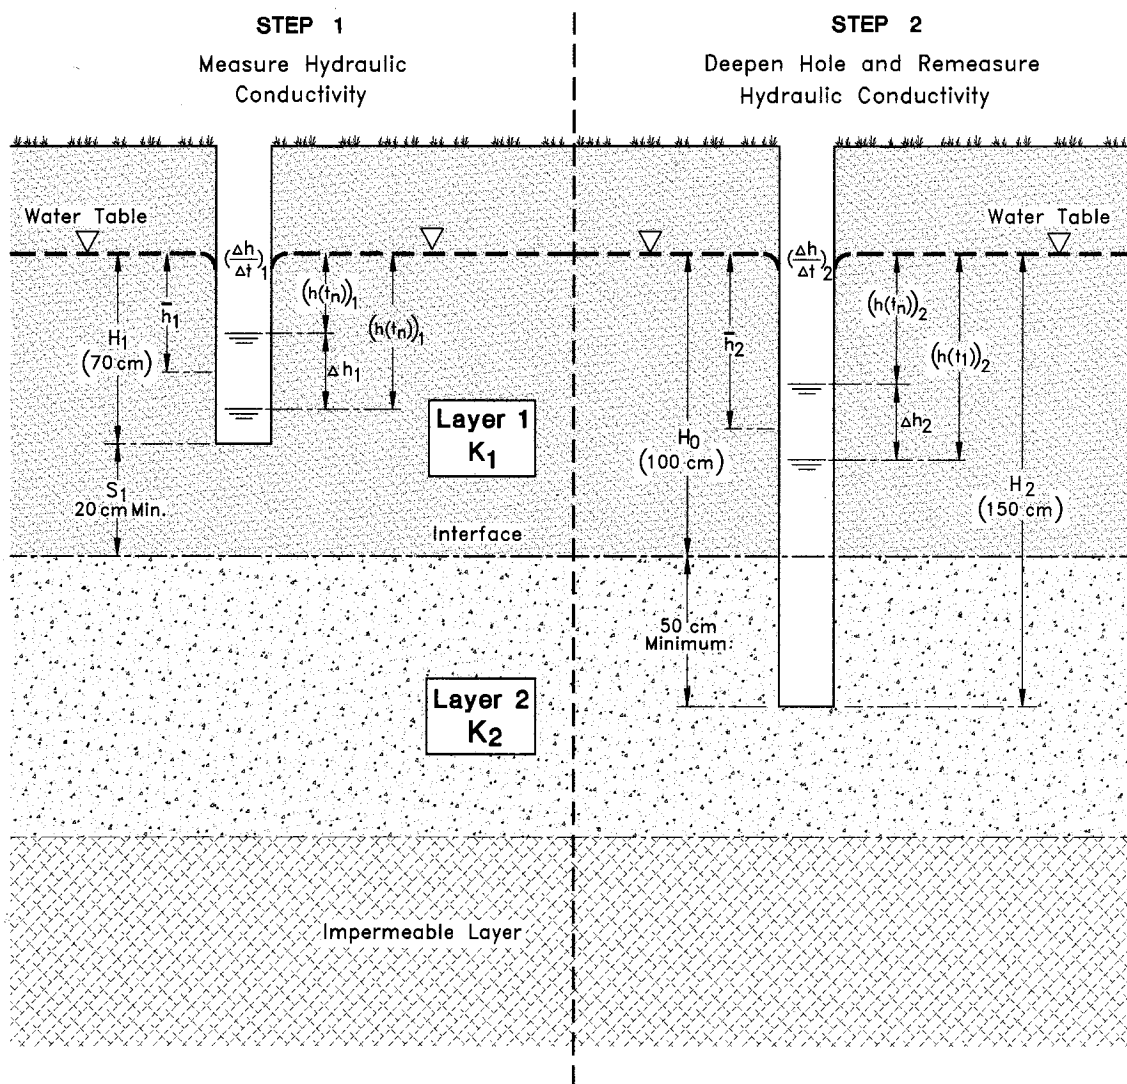 STEP 1
Measure Hydraulic
Conductivity
STEP 2
Deepen Hole and Remeasure
Hydraulic Conductivity
Water Table
(Δh/Δt)1
h̄1
H1
(70 cm)
(h(tn))1
(h(tn))1
Δh1
S1
20 cm Min.
Layer 1
K1
Interface
Layer 2
K2
Impermeable Layer
Water Table
(Δh/Δt)2
h̄2
(h(tn))2
(h(t1))2
Δh2
H0
(100 cm)
H2
(150 cm)
50 cm
Minimum